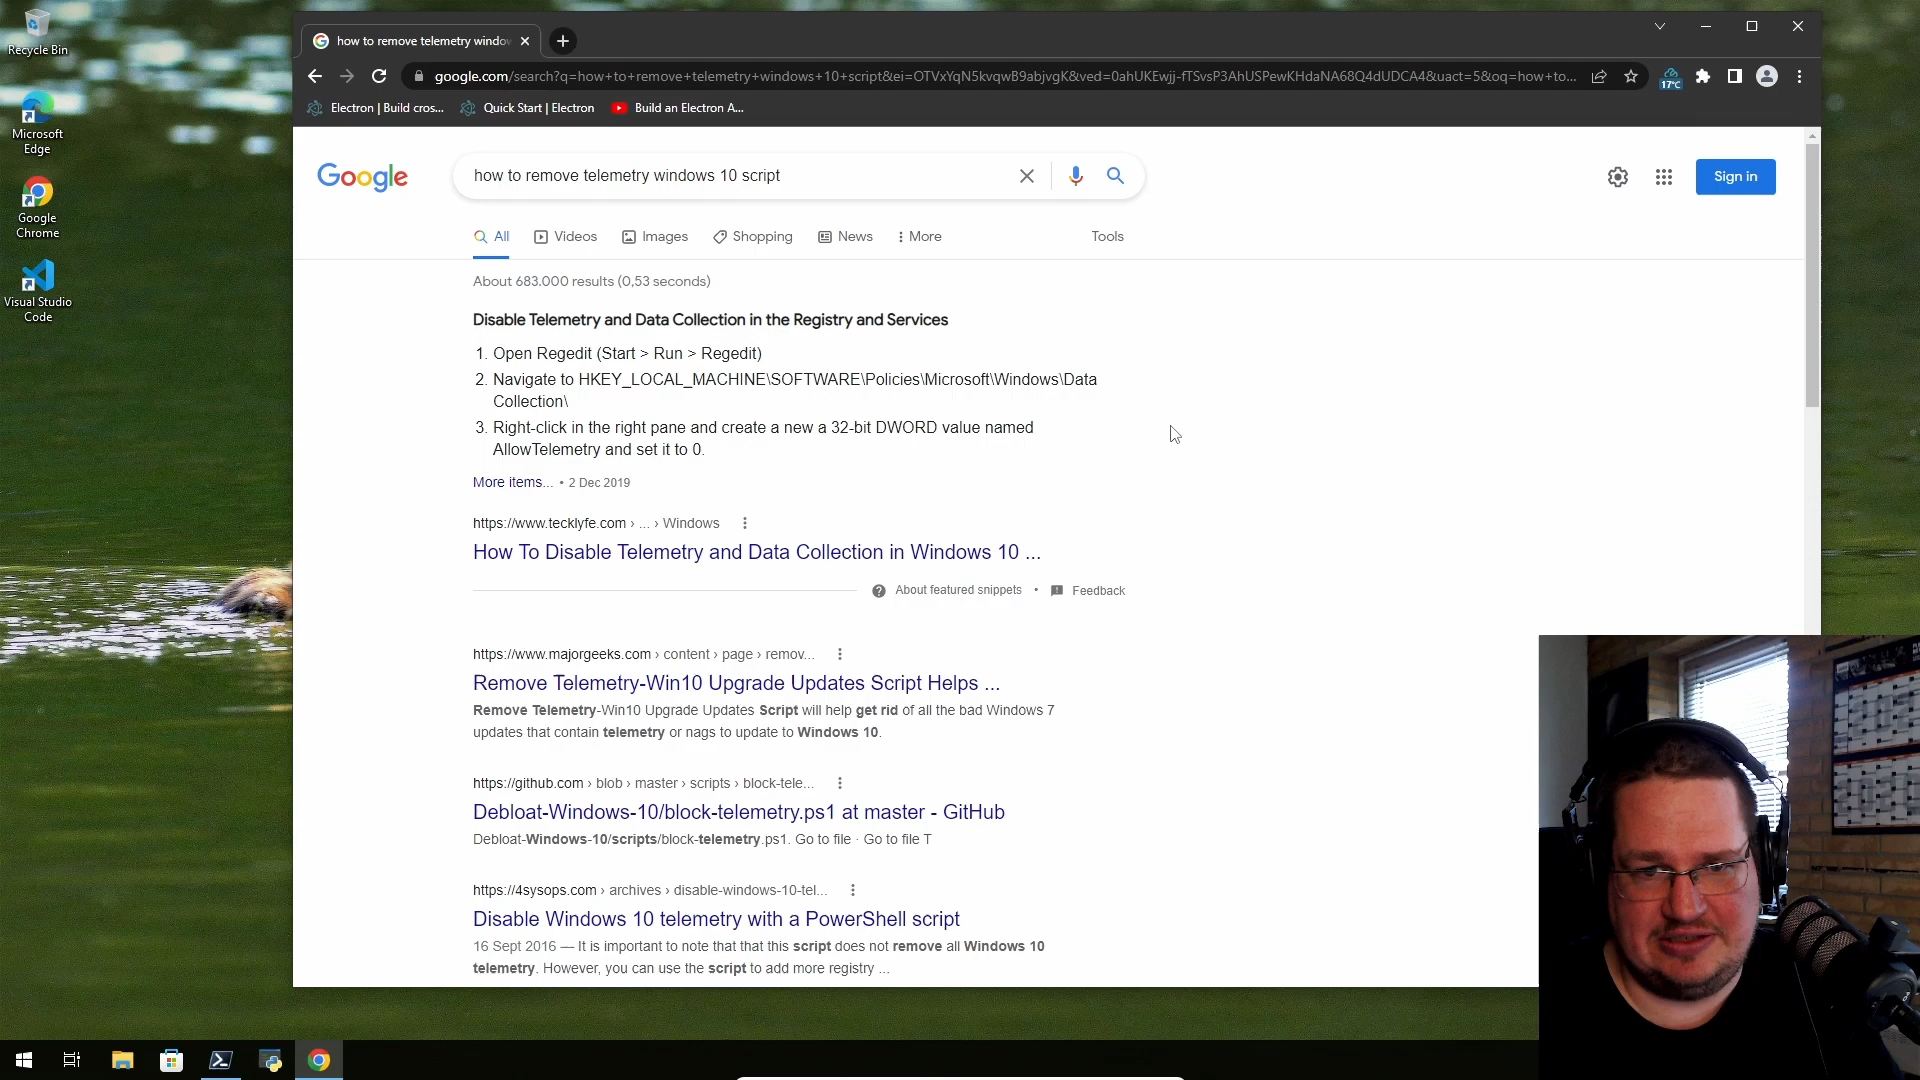 Recycle Bin
Microsoft
Edge
Google
Chrome
Visual Studio
Code
how to remove telemetry windo
google.com/search?q=how+to+remove+telemetry+windows+10+script&ei=OTVxYqN5kvqwB9abjvgK&ved=0ahUKEwjj-fTSvsP3AhUSPewKHdaNA68Q4dUDCA4&uact=5&oq=how+to...
17°C
Electron | Build cros...
Quick Start | Electron
Build an Electron A...
Google
how to remove telemetry windows 10 script
Sign in
All
Videos
Images
Shopping
News
More
Tools
About 683.000 results (0,53 seconds)
Disable Telemetry and Data Collection in the Registry and Services
1. Open Regedit (Start > Run > Regedit)
2. Navigate to HKEY_LOCAL_MACHINE\SOFTWARE\Policies\Microsoft\Windows\Data
Collection\
3. Right-click in the right pane and create a new a 32-bit DWORD value named
AllowTelemetry and set it to 0.
More items... • 2 Dec 2019
https://www.tecklyfe.com › ... › Windows
How To Disable Telemetry and Data Collection in Windows 10 ...
About featured snippets • Feedback
https://www.majorgeeks.com › content › page › remov...
Remove Telemetry-Win10 Upgrade Updates Script Helps ...
Remove Telemetry-Win10 Upgrade Updates Script will help get rid of all the bad Windows 7
updates that contain telemetry or nags to update to Windows 10.
https://github.com › blob › master › scripts › block-tele...
Debloat-Windows-10/block-telemetry.ps1 at master - GitHub
Debloat-Windows-10/scripts/block-telemetry.ps1. Go to file · Go to file T
https://4sysops.com › archives › disable-windows-10-tel...
Disable Windows 10 telemetry with a PowerShell script
16 Sept 2016 — It is important to note that that this script does not remove all Windows 10
telemetry. However, you can use the script to add more registry ...